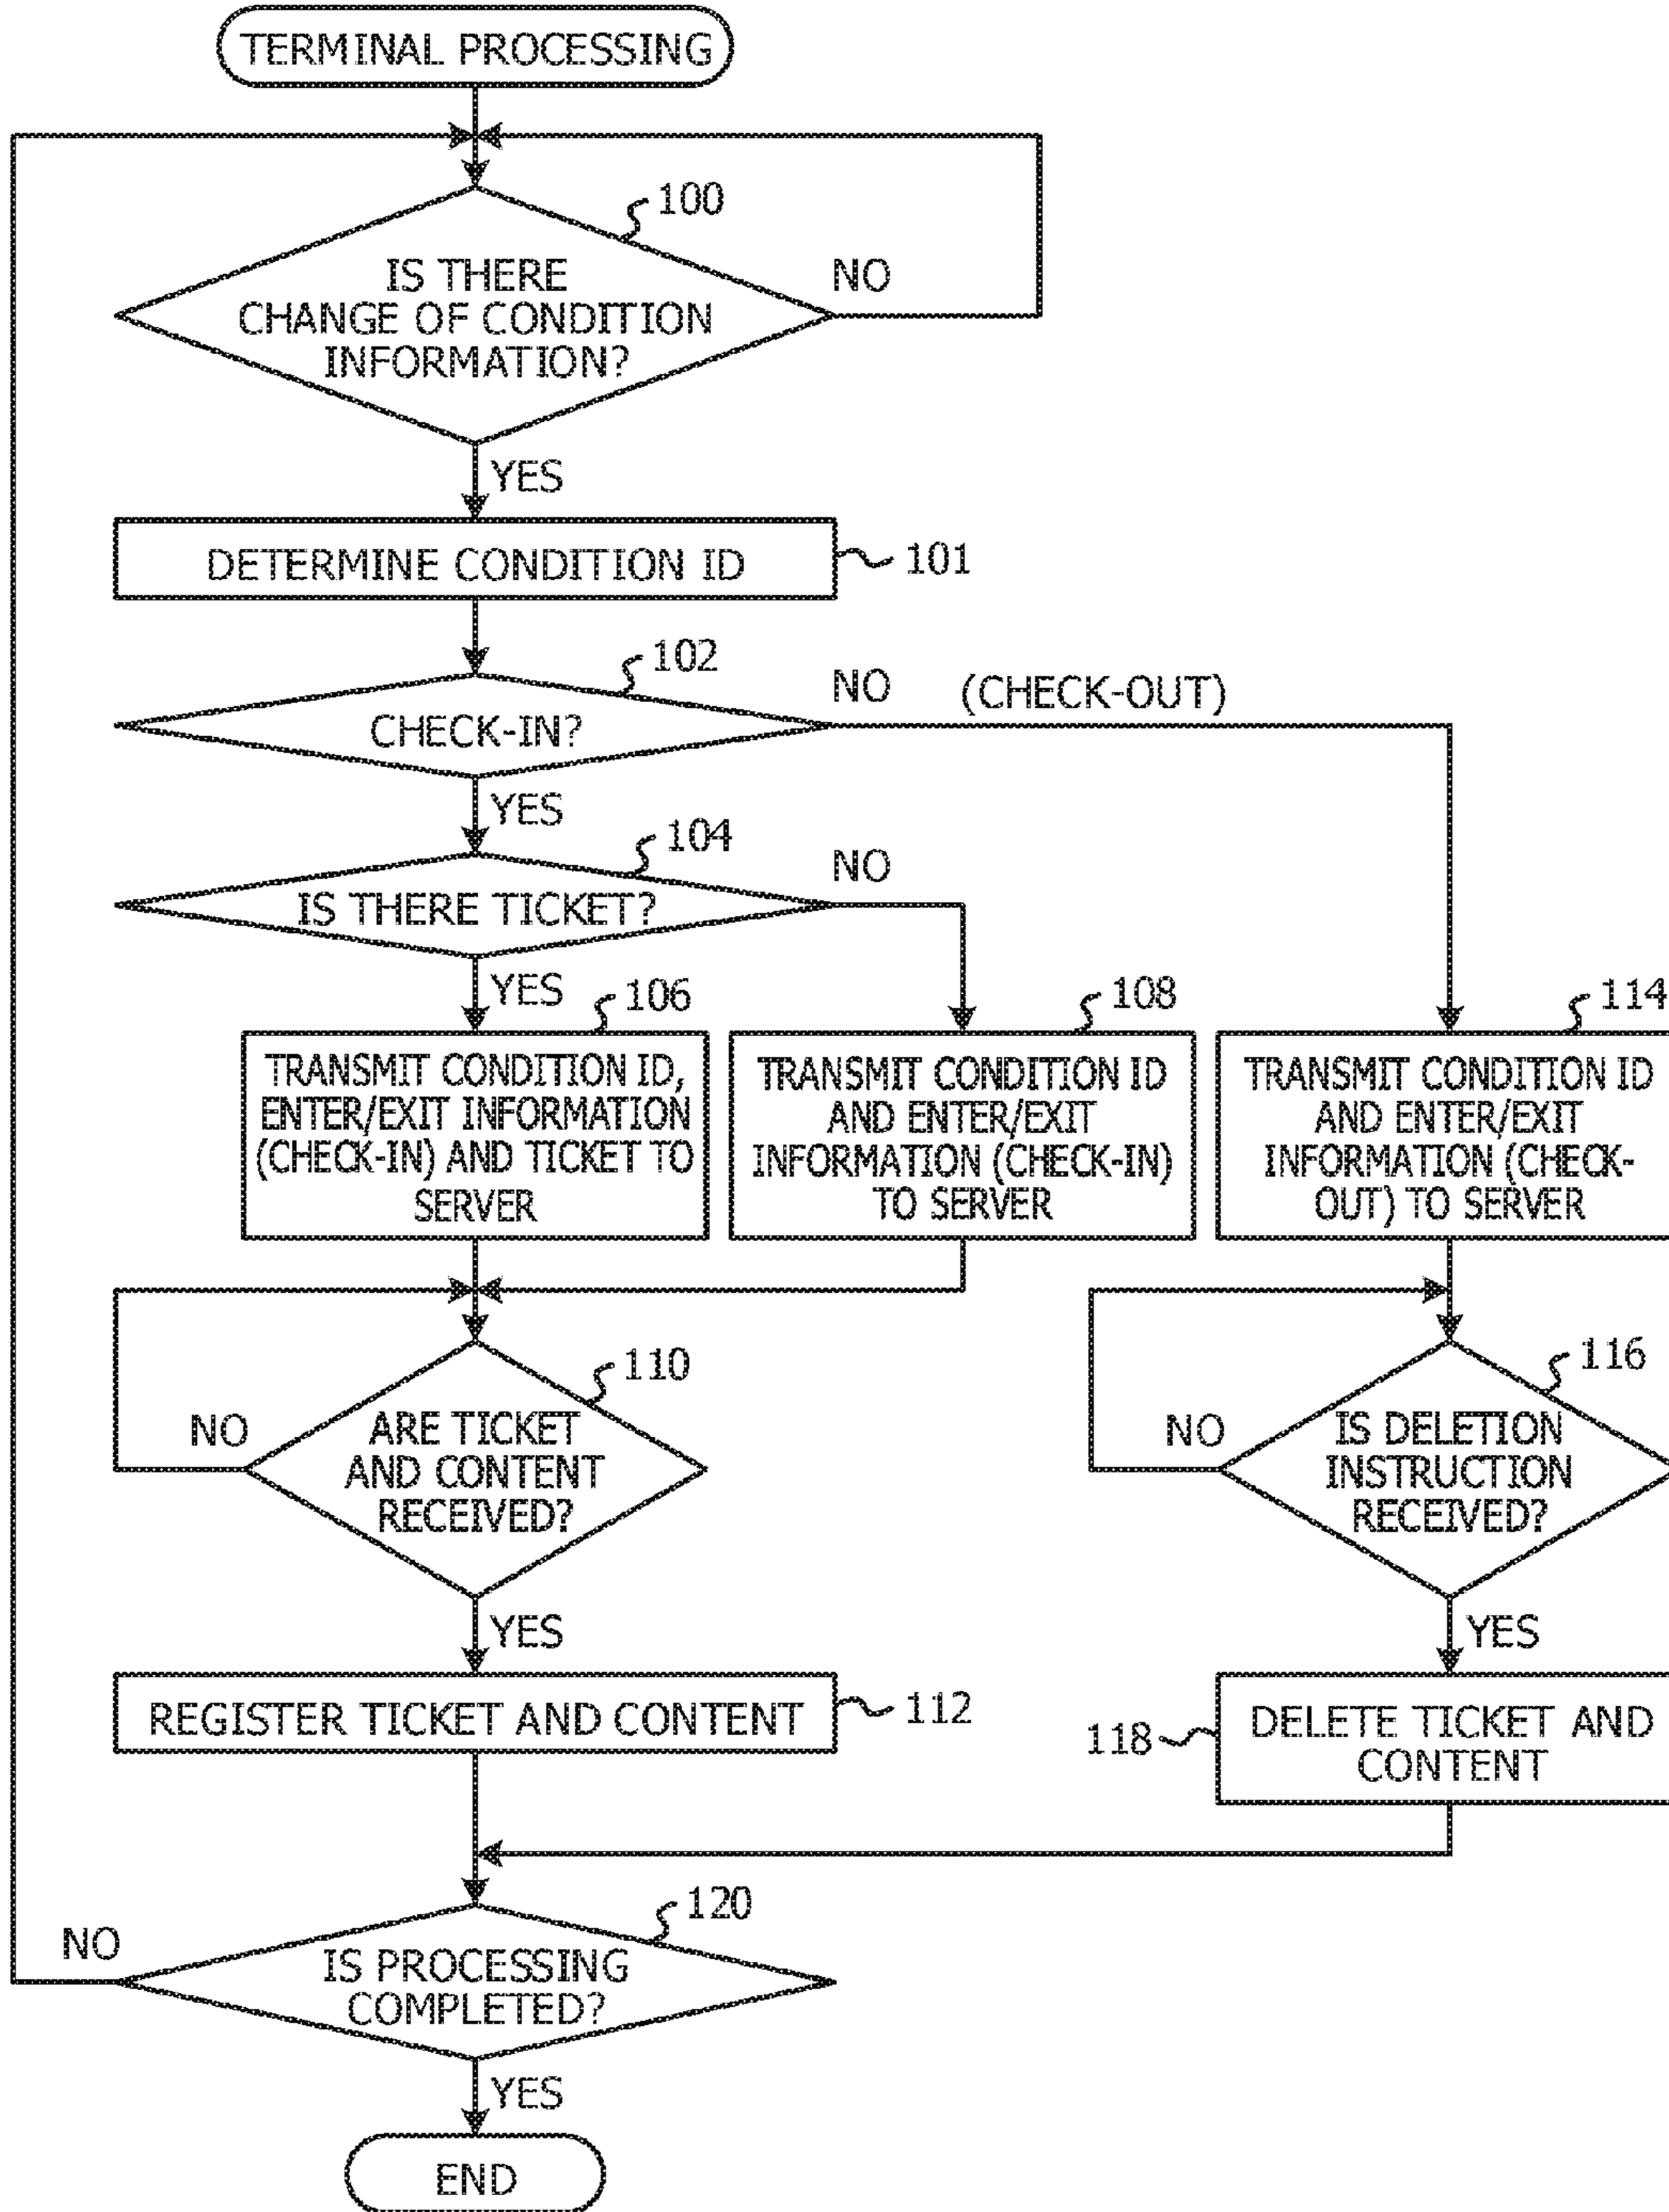 TERMINAL PROCESSING
100
IS THERE
CHANGE OF CONDITION
INFORMATION?
NO
YES
DETERMINE CONDITION ID
101
102
CHECK-IN?
NO (CHECK-OUT)
YES
104
IS THERE TICKET?
NO
YES
106
TRANSMIT CONDITION ID,
ENTER/EXIT INFORMATION
(CHECK-IN) AND TICKET TO
SERVER
108
TRANSMIT CONDITION ID
AND ENTER/EXIT
INFORMATION (CHECK-IN)
TO SERVER
114
TRANSMIT CONDITION ID
AND ENTER/EXIT
INFORMATION (CHECK-
OUT) TO SERVER
110
ARE TICKET
AND CONTENT
RECEIVED?
NO
YES
116
IS DELETION
INSTRUCTION
RECEIVED?
NO
YES
REGISTER TICKET AND CONTENT
112
118
DELETE TICKET AND
CONTENT
120
IS PROCESSING
COMPLETED?
NO
YES
END